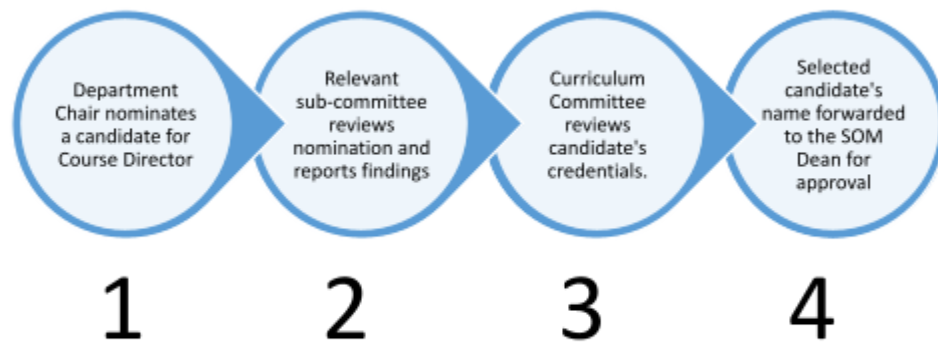 Department
Chair nominates
a candidate for
Course Director
Relevant
sub-committee
reviews
nomination and
reports findings
Curriculum
Committee
reviews
candidate's
credentials.
Selected
candidate's
name forwarded
to the SOM
Dean for
approval
1
2
3
4